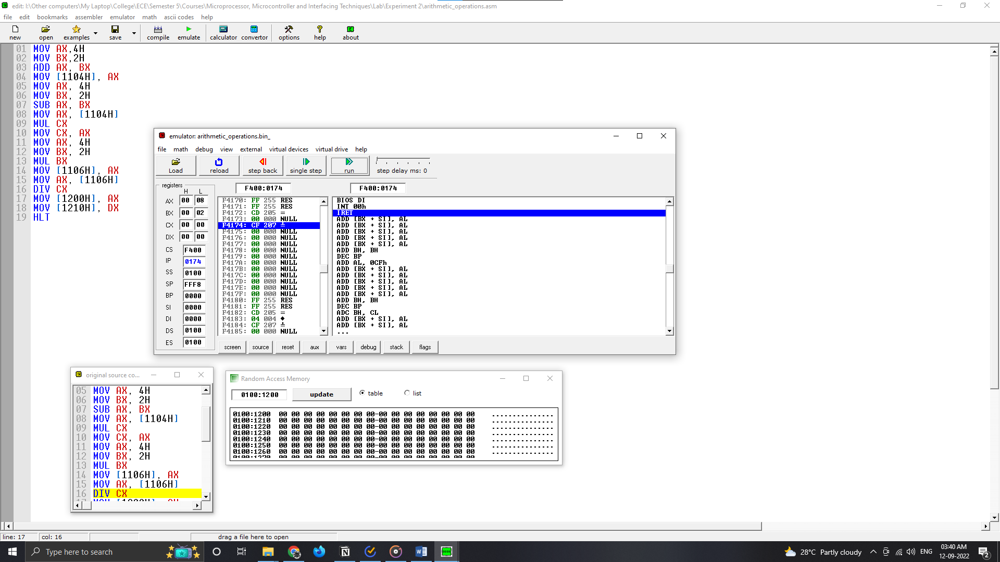 edit: I:\Other computers\My Laptop\College\ECE\Semester 5\Courses\Microprocessor, Microcontroller and Interfacing Techniques\Lab\Experiment 2\arithmetic_operations.asm
file edit bookmarks assembler emulator math ascii codes help
new open examples save compile emulate calculator convertor options help about
01 MOV AX,4H
02 MOV BX,2H
03 ADD AX, BX
04 MOV [1104H], AX
05 MOV AX, 4H
06 MOV BX, 2H
07 SUB AX, BX
08 MOV AX, [1104H]
09 MUL CX
10 MOV CX, AX
11 MOV AX, 4H
12 MOV BX, 2H
13 MUL BX
14 MOV [1106H], AX
15 MOV AX, [1106H]
16 DIV CX
17 MOV [1200H], AX
18 MOV [1210H], DX
19 HLT
emulator: arithmetic_operations.bin_
file math debug view external virtual devices virtual drive help
Load reload step back single step run step delay ms: 0
registers
H L
AX 00 08
BX 00 02
CX 00 00
DX 00 00
CS F400
IP 0174
SS 0100
SP FFF8
BP 0000
SI 0000
DI 0000
DS 0100
ES 0100
F400:0174 F400:0174
F4170: FF 255 RES
F4171: FF 255 RES
F4172: CD 205 =
F4173: 00 000 NULL
F4174: CF 207 ╧
F4175: 00 000 NULL
F4176: 00 000 NULL
F4177: 00 000 NULL
F4178: 00 000 NULL
F4179: 00 000 NULL
F417A: 00 000 NULL
F417B: 00 000 NULL
F417C: 00 000 NULL
F417D: 00 000 NULL
F417E: 00 000 NULL
F417F: 00 000 NULL
F4180: FF 255 RES
F4181: FF 255 RES
F4182: CD 205 =
F4183: 04 004 ♦
F4184: CF 207 ╧
F4185: 00 000 NULL
BIOS DI
INT 00h
IRET
ADD [BX + SI], AL
ADD [BX + SI], AL
ADD [BX + SI], AL
ADD [BX + SI], AL
ADD [BX + SI], AL
ADD BH, BH
DEC BP
ADD AL, 0CFh
ADD [BX + SI], AL
ADD [BX + SI], AL
ADD [BX + SI], AL
ADD [BX + SI], AL
ADD [BX + SI], AL
ADD BH, BH
DEC BP
ADC BH, CL
ADD [BX + SI], AL
ADD [BX + SI], AL
...
screen source reset aux vars debug stack flags
original source co...
05 MOV AX, 4H
06 MOV BX, 2H
07 SUB AX, BX
08 MOV AX, [1104H]
09 MUL CX
10 MOV CX, AX
11 MOV AX, 4H
12 MOV BX, 2H
13 MUL BX
14 MOV [1106H], AX
15 MOV AX, [1106H]
16 DIV CX
Random Access Memory
0100:1200 update table list
0100:1200 00 00 00 00 00 00 00 00-00 00 00 00 00 00 00 00 ................
0100:1210 00 00 00 00 00 00 00 00-00 00 00 00 00 00 00 00 ................
0100:1220 00 00 00 00 00 00 00 00-00 00 00 00 00 00 00 00 ................
0100:1230 00 00 00 00 00 00 00 00-00 00 00 00 00 00 00 00 ................
0100:1240 00 00 00 00 00 00 00 00-00 00 00 00 00 00 00 00 ................
0100:1250 00 00 00 00 00 00 00 00-00 00 00 00 00 00 00 00 ................
0100:1260 00 00 00 00 00 00 00 00-00 00 00 00 00 00 00 00 ................
line: 17 col: 16 drag a file here to open
Type here to search
28°C Partly cloudy ENG 03:40 AM
12-09-2022
2